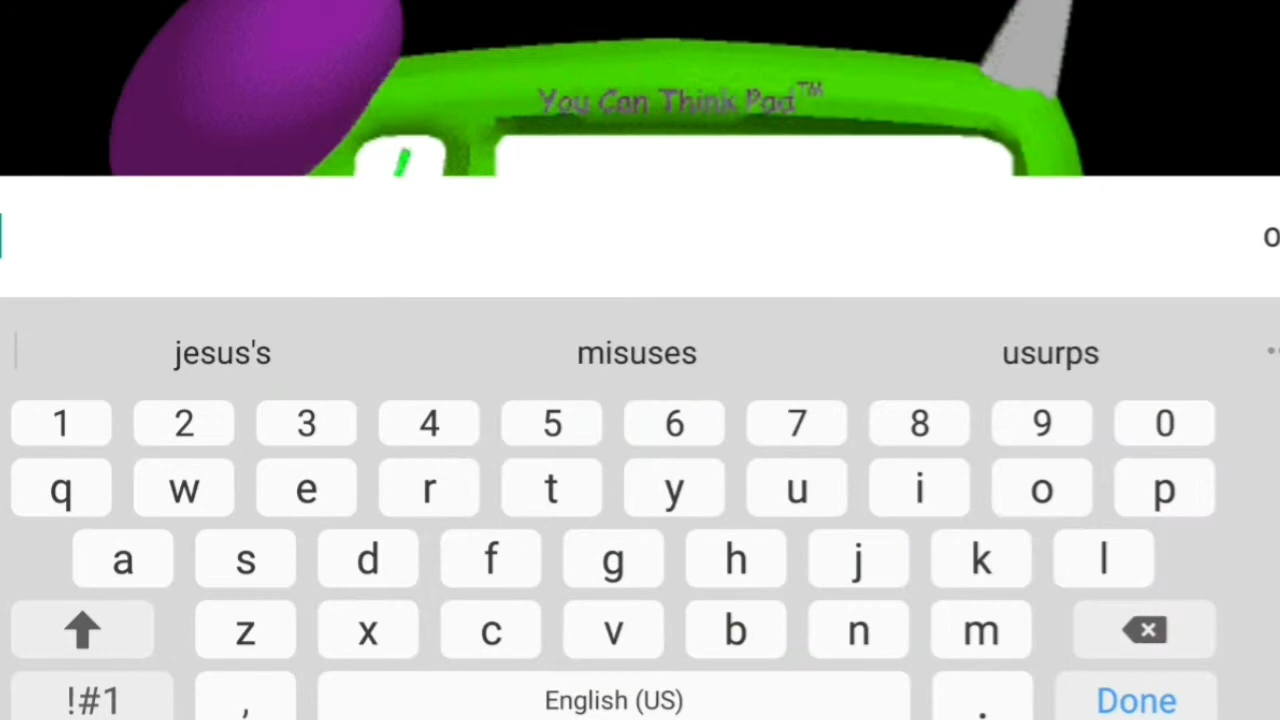 You Can Think Pad™
!
o
jesus's misuses usurps
1 2 3 4 5 6 7 8 9 0
q w e r t y u i o p
a s d f g h j k l
z x c v b n m
!#1 , English (US) . Done